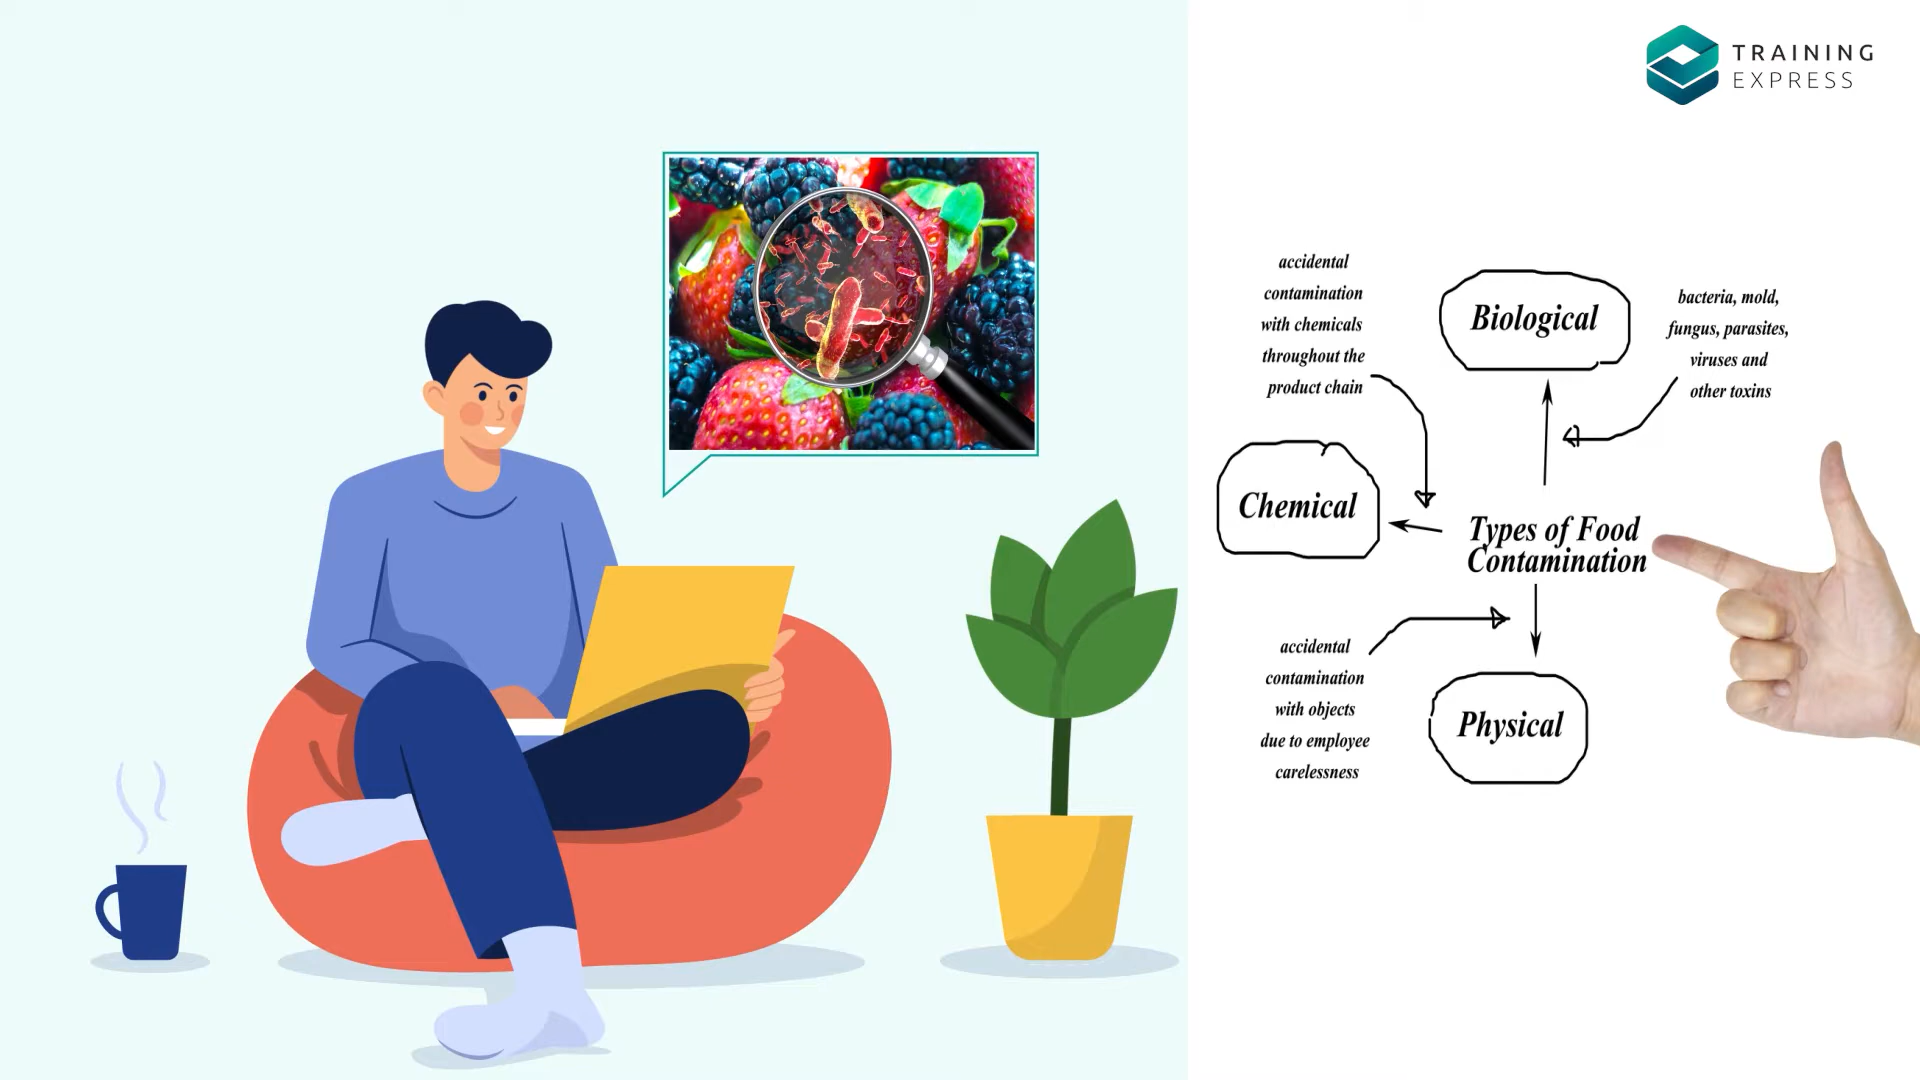 TRAINING
EXPRESS
accidental
contamination
with chemicals
throughout the
product chain
Biological
bacteria, mold,
fungus, parasites,
viruses and
other toxins
Chemical
Types of Food
Contamination
accidental
contamination
with objects
due to employee
carelessness
Physical